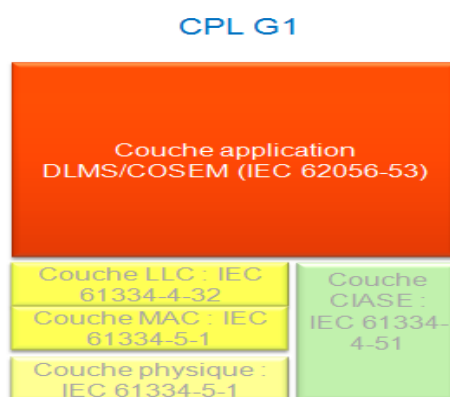 CPL G1
Couche application
DLMS/COSEM (IEC 62056-53)
Couche LLC : IEC
61334-4-32
Couche MAC : IEC
61334-5-1
Couche physique :
IEC 61334-5-1
Couche
CIASE :
IEC 61334-
4-51